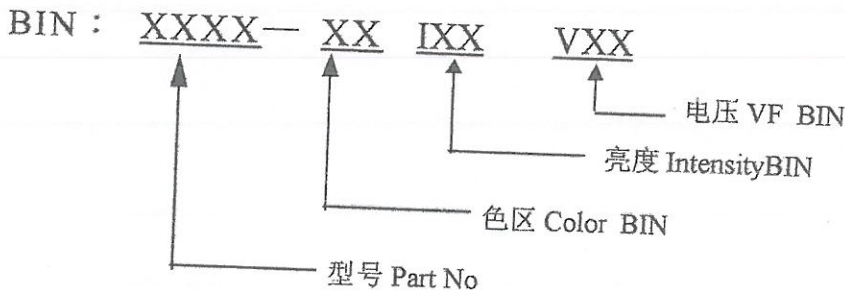 BIN： XXXX— XX IXX VXX
电压 VF BIN
亮度 IntensityBIN
色区 Color BIN
型号 Part No